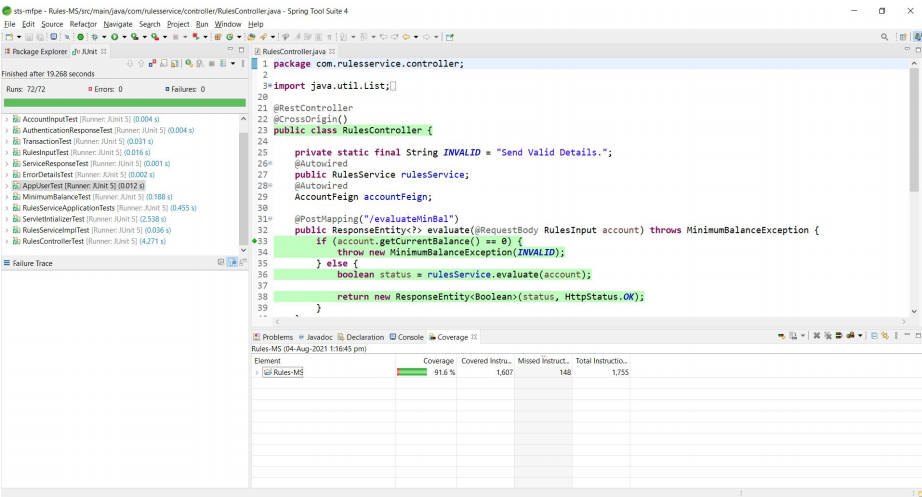 sts-mfpe - Rules-MS/src/main/java/com/rulesservice/controller/RulesController.java - Spring Tool Suite 4
File Edit Source Refactor Navigate Search Project Run Window Help
Package Explorer JUnit
Finished after 19.268 seconds
Runs: 72/72 Errors: 0 Failures: 0
AccountInputTest [Runner: JUnit 5] (0.004 s)
AuthenticationResponseTest [Runner: JUnit 5] (0.004 s)
TransactionTest [Runner: JUnit 5] (0.031 s)
RulesInputTest [Runner: JUnit 5] (0.016 s)
ServiceResponseTest [Runner: JUnit 5] (0.001 s)
ErrorDetailsTest [Runner: JUnit 5] (0.002 s)
AppUserTest [Runner: JUnit 5] (0.012 s)
MinimumBalanceTest [Runner: JUnit 5] (0.188 s)
RulesServiceApplicationTests [Runner: JUnit 5] (0.455 s)
ServletIntializerTest [Runner: JUnit 5] (2.538 s)
RulesServiceImplTest [Runner: JUnit 5] (0.036 s)
RulesControllerTest [Runner: JUnit 5] (4.271 s)
Failure Trace
RulesController.java
1 package com.rulesservice.controller;
2
3 import java.util.List;
20
21 @RestController
22 @CrossOrigin()
23 public class RulesController {
24
25 private static final String INVALID = "Send Valid Details.";
26 @Autowired
27 public RulesService rulesService;
28 @Autowired
29 AccountFeign accountFeign;
30
31 @PostMapping("/evaluateMinBal")
32 public ResponseEntity<?> evaluate(@RequestBody RulesInput account) throws MinimumBalanceException {
33 if (account.getCurrentBalance() == 0) {
34 throw new MinimumBalanceException(INVALID);
35 } else {
36 boolean status = rulesService.evaluate(account);
37
38 return new ResponseEntity<Boolean>(status, HttpStatus.OK);
39 }
Problems Javadoc Declaration Console Coverage
Rules-MS (04-Aug-2021 1:16:45 pm)
Element Coverage Covered Instru... Missed Instruct... Total Instructio...
Rules-MS 91.6 % 1,607 148 1,755